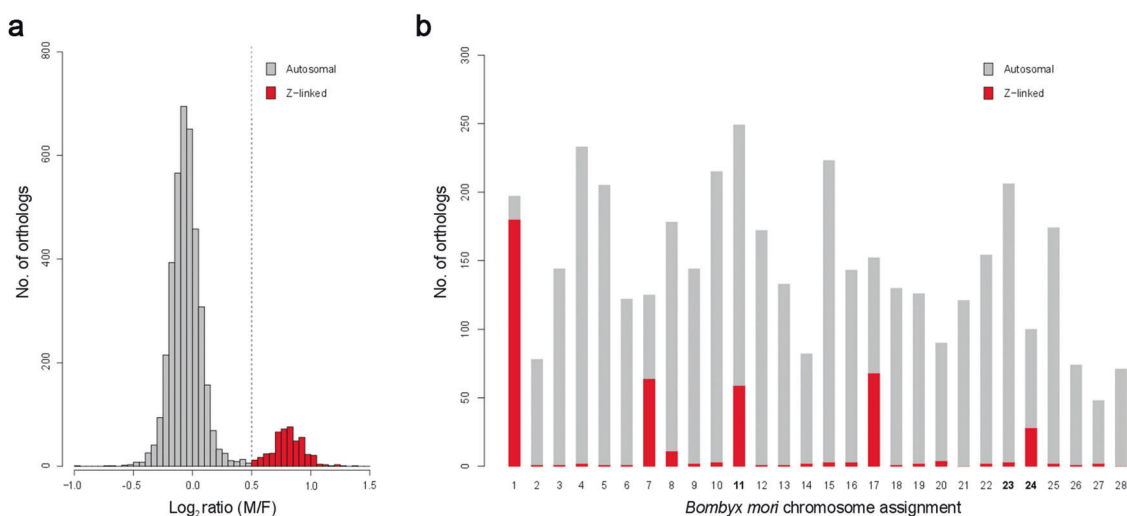 a
800
600
400
200
0
No. of orthologs
Autosomal
Z-linked
-1.0 -0.5 0.0 0.5 1.0 1.5
Log2 ratio (M/F)
b
300
250
200
150
100
50
0
No. of orthologs
Autosomal
Z-linked
1 2 3 4 5 6 7 8 9 10 11 12 13 14 15 16 17 18 19 20 21 22 23 24 25 26 27 28
Bombyx mori chromosome assignment